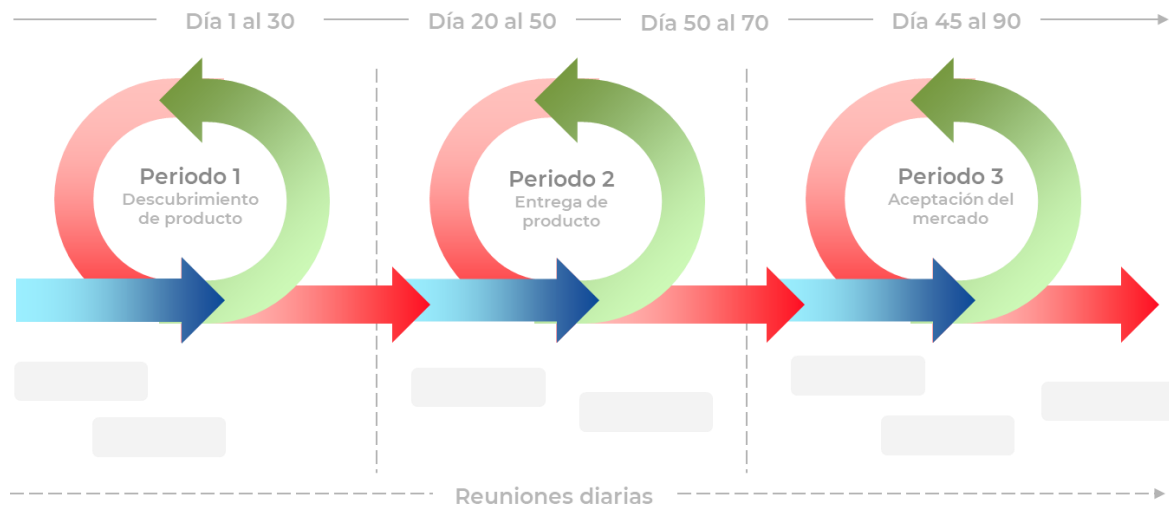 Día 1 al 30
Día 20 al 50
Día 50 al 70
Día 45 al 90
Periodo 1
Descubrimiento
de producto
Periodo 2
Entrega de
producto
Periodo 3
Aceptación del
mercado
Reuniones diarias